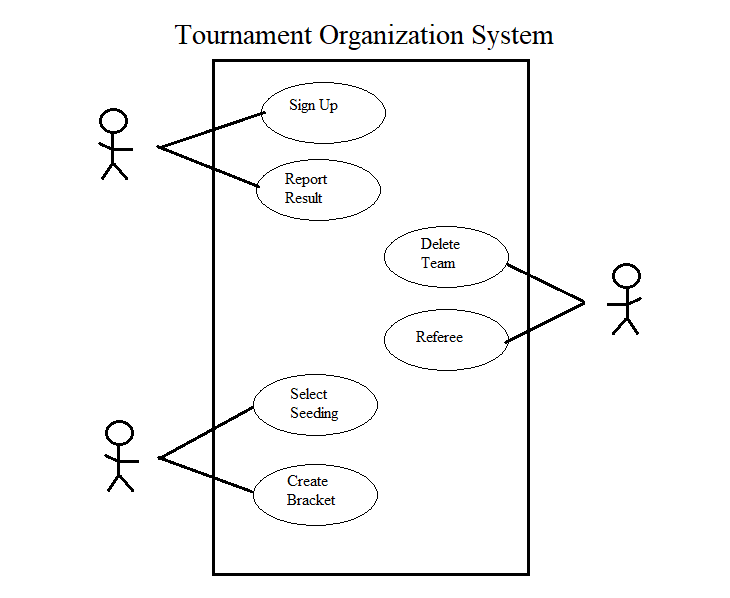 Tournament Organization System
Sign Up
Report
Result
Delete
Team
Referee
Select
Seeding
Create
Bracket